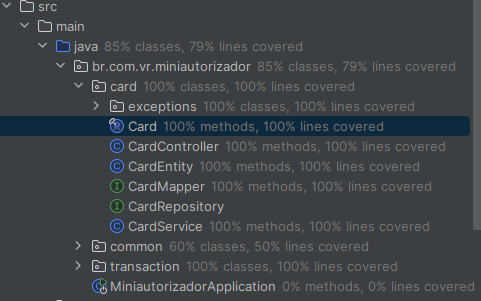 src
main
java 85% classes, 79% lines covered
br.com.vr.miniautorizador 85% classes, 79% lines covered
card 100% classes, 100% lines covered
exceptions 100% classes, 100% lines covered
R Card 100% methods, 100% lines covered
C CardController 100% methods, 100% lines covered
C CardEntity 100% methods, 100% lines covered
I CardMapper 100% methods, 100% lines covered
I CardRepository
C CardService 100% methods, 100% lines covered
common 60% classes, 50% lines covered
transaction 100% classes, 100% lines covered
C MiniautorizadorApplication 0% methods, 0% lines covered